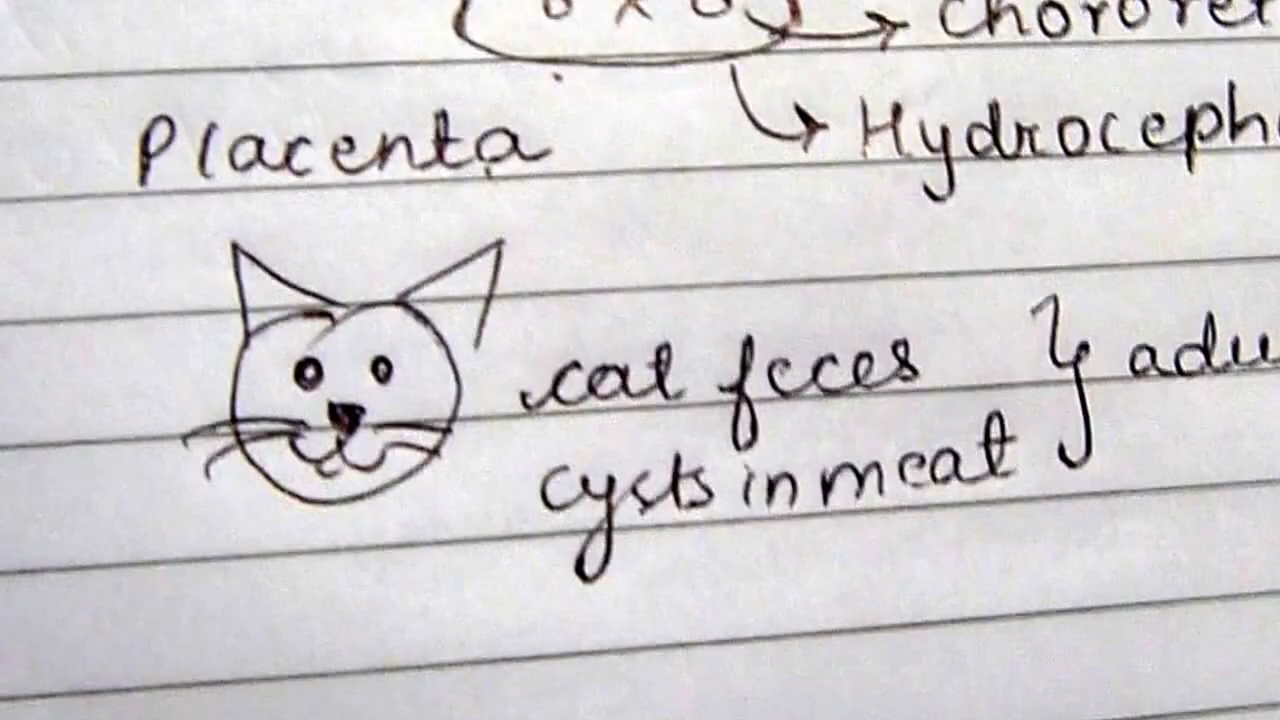 Chororet
Placenta
Hydroceph
cat feces } adu
cysts in meat